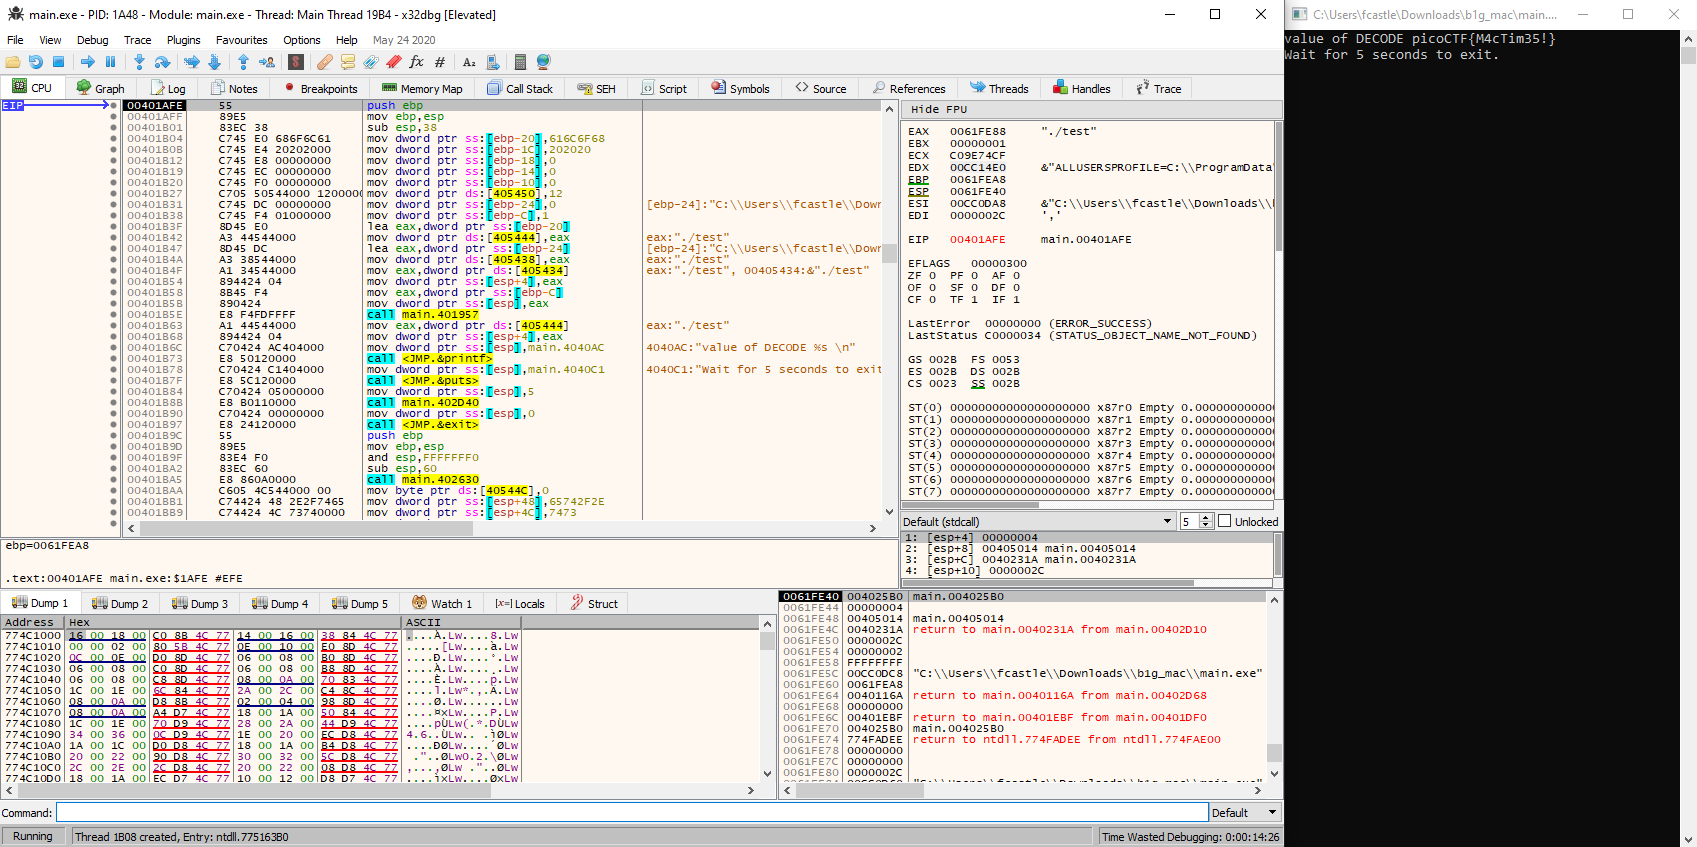 main.exe - PID: 1A48 - Module: main.exe - Thread: Main Thread 19B4 - x32dbg [Elevated]
File View Debug Trace Plugins Favourites Options Help May 24 2020
CPU Graph Log Notes Breakpoints Memory Map Call Stack SEH Script Symbols Source References Threads Handles Trace
EIP
00401AFE 55 push ebp
00401AFF 89E5 mov ebp,esp
00401B01 83EC 38 sub esp,38
00401B04 C745 E0 686F6C61 mov dword ptr ss:[ebp-20],616C6F68
00401B0B C745 E4 20202000 mov dword ptr ss:[ebp-1C],202020
00401B12 C745 E8 00000000 mov dword ptr ss:[ebp-18],0
00401B19 C745 EC 00000000 mov dword ptr ss:[ebp-14],0
00401B20 C745 F0 00000000 mov dword ptr ss:[ebp-10],0
00401B27 C705 50544000 1200000 mov dword ptr ds:[405450],12
00401B31 C745 DC 00000000 mov dword ptr ss:[ebp-24],0 [ebp-24]:"C:\\Users\\fcastle\\Dow
00401B38 C745 F4 01000000 mov dword ptr ss:[ebp-C],1
00401B3F 8D45 E0 lea eax,dword ptr ss:[ebp-20]
00401B42 A3 44544000 mov dword ptr ds:[405444],eax eax:"./test"
00401B47 8D45 DC lea eax,dword ptr ss:[ebp-24] [ebp-24]:"C:\\Users\\fcastle\\Dow
00401B4A A3 38544000 mov dword ptr ds:[405438],eax eax:"./test"
00401B4F A1 34544000 mov eax,dword ptr ds:[405434] eax:"./test", 00405434:&"./test"
00401B54 894424 04 mov dword ptr ss:[esp+4],eax
00401B58 8B45 F4 mov eax,dword ptr ss:[ebp-C]
00401B5B 890424 mov dword ptr ss:[esp],eax
00401B5E E8 F4FDFFFF call main.401957
00401B63 A1 44544000 mov eax,dword ptr ds:[405444] eax:"./test"
00401B68 894424 04 mov dword ptr ss:[esp+4],eax
00401B6C C70424 AC404000 mov dword ptr ss:[esp],main.4040AC 4040AC:"value of DECODE %s \n"
00401B73 E8 50120000 call <JMP.&printf>
00401B78 C70424 C1404000 mov dword ptr ss:[esp],main.4040C1 4040C1:"Wait for 5 seconds to exit
00401B7F E8 5C120000 call <JMP.&puts>
00401B84 C70424 05000000 mov dword ptr ss:[esp],5
00401B8B E8 B0110000 call main.402D40
00401B90 C70424 00000000 mov dword ptr ss:[esp],0
00401B97 E8 24120000 call <JMP.&exit>
00401B9C 55 push ebp
00401B9D 89E5 mov ebp,esp
00401B9F 83E4 F0 and esp,FFFFFFF0
00401BA2 83EC 60 sub esp,60
00401BA5 E8 860A0000 call main.402630
00401BAA C605 4C544000 00 mov byte ptr ds:[40544C],0
00401BB1 C74424 48 2E2F7465 mov dword ptr ss:[esp+48],65742F2E
00401BB9 C74424 4C 73740000 mov dword ptr ss:[esp+4C],7473
Hide FPU
EAX 0061FE88 "./test"
EBX 00000001
ECX C09E74CF
EDX 00CC14E0 &"ALLUSERSPROFILE=C:\\ProgramData
EBP 0061FEA8
ESP 0061FE40
ESI 00CC0DA8 &"C:\\Users\\fcastle\\Downloads\\
EDI 0000002C ','
EIP 00401AFE main.00401AFE
EFLAGS 00000300
ZF 0 PF 0 AF 0
OF 0 SF 0 DF 0
CF 0 TF 1 IF 1
LastError 00000000 (ERROR_SUCCESS)
LastStatus C0000034 (STATUS_OBJECT_NAME_NOT_FOUND)
GS 002B FS 0053
ES 002B DS 002B
CS 0023 SS 002B
ST(0) 00000000000000000000 x87r0 Empty 0.00000000000
ST(1) 00000000000000000000 x87r1 Empty 0.00000000000
ST(2) 00000000000000000000 x87r2 Empty 0.00000000000
ST(3) 00000000000000000000 x87r3 Empty 0.00000000000
ST(4) 00000000000000000000 x87r4 Empty 0.00000000000
ST(5) 00000000000000000000 x87r5 Empty 0.00000000000
ST(6) 00000000000000000000 x87r6 Empty 0.00000000000
ST(7) 00000000000000000000 x87r7 Empty 0.00000000000
Default (stdcall) 5 Unlocked
1: [esp+4] 00000004
2: [esp+8] 00405014 main.00405014
3: [esp+C] 0040231A main.0040231A
4: [esp+10] 0000002C
ebp=0061FEA8
.text:00401AFE main.exe:$1AFE #EFE
Dump 1 Dump 2 Dump 3 Dump 4 Dump 5 Watch 1 [x=] Locals Struct
Address Hex ASCII
774C1000 16 00 18 00 C0 8B 4C 77 14 00 16 00 38 84 4C 77 ....À.Lw....8.Lw
774C1010 00 00 02 00 80 5B 4C 77 0E 00 10 00 E0 8D 4C 77 .....[Lw....à.Lw
774C1020 0C 00 0E 00 D0 8D 4C 77 06 00 08 00 B0 8D 4C 77 ....Ð.Lw....°.Lw
774C1030 06 00 08 00 C0 8D 4C 77 06 00 08 00 B8 8D 4C 77 ....À.Lw....¸.Lw
774C1040 06 00 08 00 C8 8D 4C 77 08 00 0A 00 70 83 4C 77 ....È.Lw....p.Lw
774C1050 1C 00 1E 00 6C 84 4C 77 2A 00 2C 00 C4 8C 4C 77 ....l.Lw*.,.Ä.Lw
774C1060 08 00 0A 00 D8 8B 4C 77 02 00 04 00 98 8D 4C 77 ....Ø.Lw......Lw
774C1070 08 00 0A 00 A4 D7 4C 77 18 00 1A 00 50 84 4C 77 ....¤×Lw....P.Lw
774C1080 1C 00 1E 00 70 D9 4C 77 28 00 2A 00 44 D9 4C 77 ....pÙLw(.*.DÙLw
774C1090 34 00 36 00 0C D9 4C 77 1E 00 20 00 EC D8 4C 77 4.6..ÙLw.. .ìØLw
774C10A0 1A 00 1C 00 D0 D8 4C 77 18 00 1A 00 B4 D8 4C 77 ....ÐØLw....´ØLw
774C10B0 20 00 22 00 90 D8 4C 77 30 00 32 00 5C D8 4C 77  ."..ØLw0.2.\ØLw
774C10C0 2C 00 2E 00 2C D8 4C 77 20 00 22 00 08 D8 4C 77 ,...,ØLw ."..ØLw
774C10D0 18 00 1A 00 EC D7 4C 77 10 00 12 00 D8 D7 4C 77 ....ì×Lw....Ø×Lw
0061FE40 004025B0 main.004025B0
0061FE44 00000004
0061FE48 00405014 main.00405014
0061FE4C 0040231A return to main.0040231A from main.00402D10
0061FE50 0000002C
0061FE54 00000002
0061FE58 FFFFFFFF
0061FE5C 00CC0DC8 "C:\\Users\\fcastle\\Downloads\\b1g_mac\\main.exe"
0061FE60 0061FEA8
0061FE64 0040116A return to main.0040116A from main.00402D68
0061FE68 00000000
0061FE6C 00401EBF return to main.00401EBF from main.00401DF0
0061FE70 004025B0 main.004025B0
0061FE74 774FADEE return to ntdll.774FADEE from ntdll.774FAE00
0061FE78 00000000
0061FE7C 00000000
0061FE80 0000002C
Command: Default
Running Thread 1B08 created, Entry: ntdll.775163B0 Time Wasted Debugging: 0:00:14:26
C:\Users\fcastle\Downloads\b1g_mac\main....
value of DECODE picoCTF{M4cTim35!}
Wait for 5 seconds to exit.